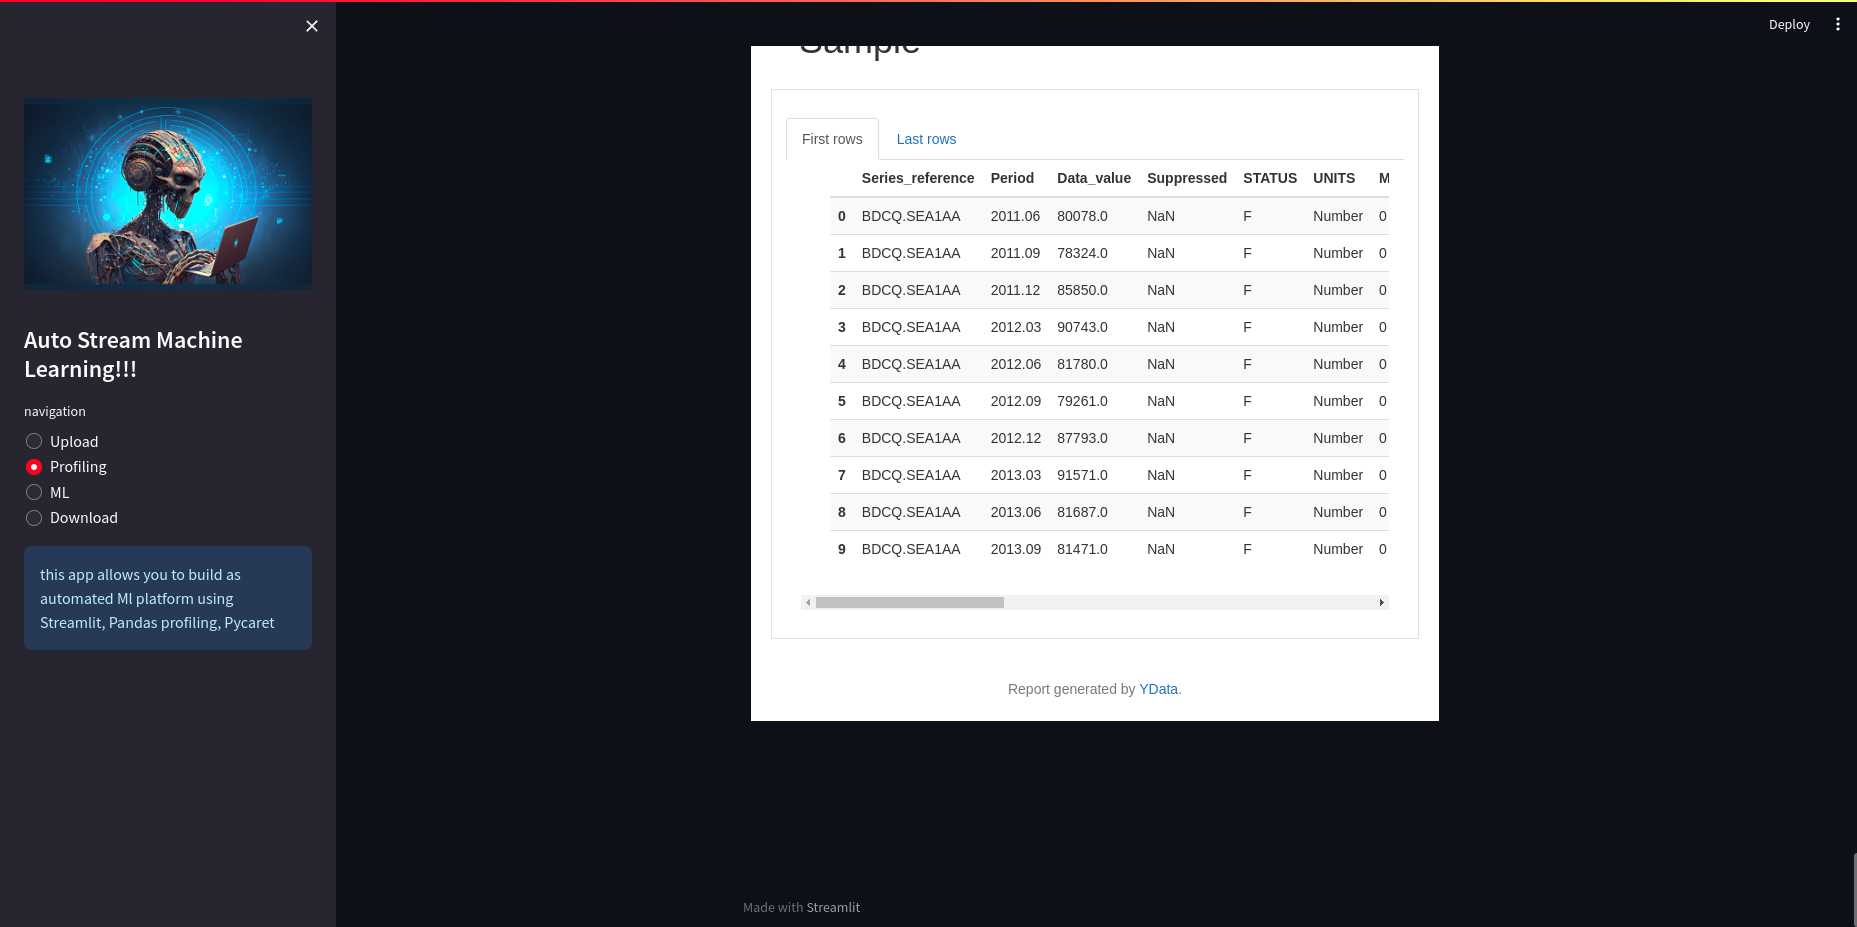 Deploy
Auto Stream Machine
Learning!!!
navigation
Upload
Profiling
ML
Download
this app allows you to build as
automated Ml platform using
Streamlit, Pandas profiling, Pycaret
Sample
First rows Last rows
Series_reference Period Data_value Suppressed STATUS UNITS M
0 BDCQ.SEA1AA 2011.06 80078.0 NaN F Number 0
1 BDCQ.SEA1AA 2011.09 78324.0 NaN F Number 0
2 BDCQ.SEA1AA 2011.12 85850.0 NaN F Number 0
3 BDCQ.SEA1AA 2012.03 90743.0 NaN F Number 0
4 BDCQ.SEA1AA 2012.06 81780.0 NaN F Number 0
5 BDCQ.SEA1AA 2012.09 79261.0 NaN F Number 0
6 BDCQ.SEA1AA 2012.12 87793.0 NaN F Number 0
7 BDCQ.SEA1AA 2013.03 91571.0 NaN F Number 0
8 BDCQ.SEA1AA 2013.06 81687.0 NaN F Number 0
9 BDCQ.SEA1AA 2013.09 81471.0 NaN F Number 0
Report generated by YData.
Made with Streamlit